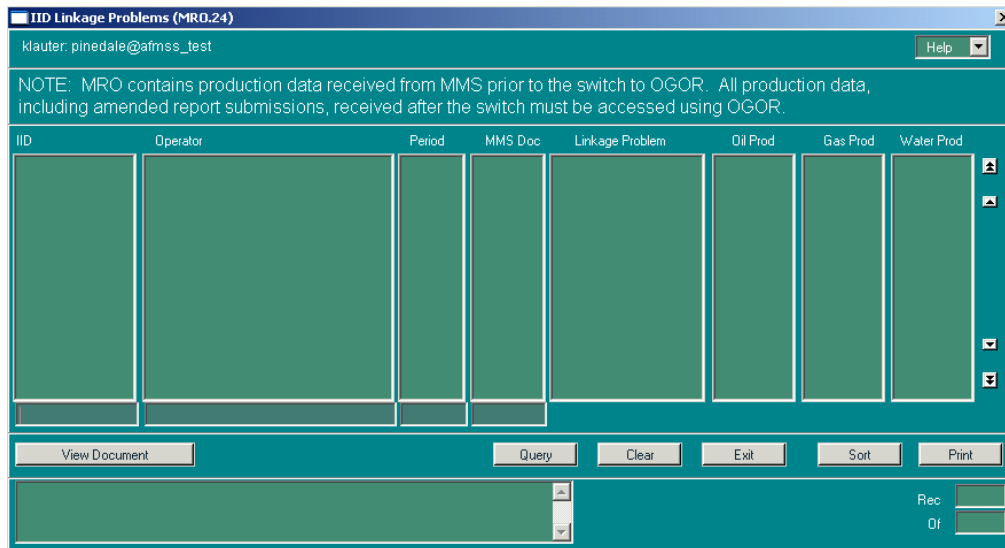 IID Linkage Problems (MRO.24)
klauter: pinedale@afmss_test
Help
NOTE: MRO contains production data received from MMS prior to the switch to OGOR. All production data,
including amended report submissions, received after the switch must be accessed using OGOR.
IID Operator Period MMS Doc Linkage Problem Oil Prod Gas Prod Water Prod
View Document Query Clear Exit Sort Print
Rec
Of